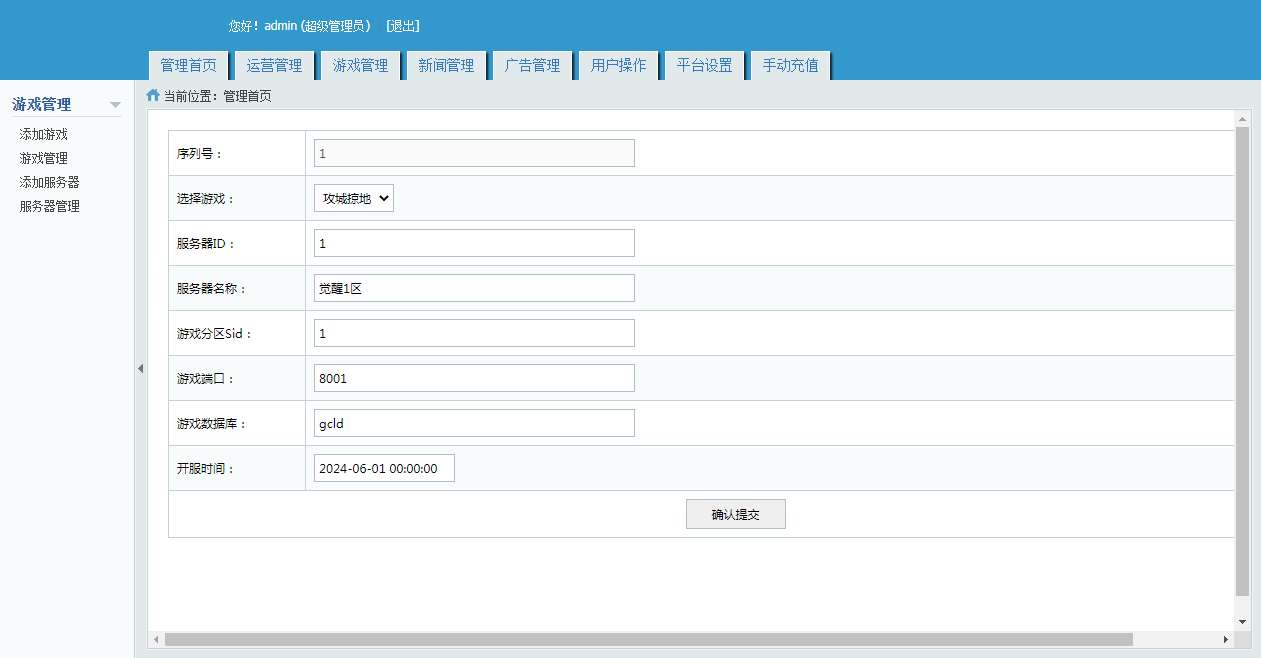 您好！admin (超级管理员) [退出]
管理首页 运营管理 游戏管理 新闻管理 广告管理 用户操作 平台设置 手动充值
游戏管理
添加游戏
游戏管理
添加服务器
服务器管理
当前位置：管理首页
序列号： 1
选择游戏： 攻城掠地
服务器ID： 1
服务器名称： 觉醒1区
游戏分区Sid： 1
游戏端口： 8001
游戏数据库： gcld
开服时间： 2024-06-01 00:00:00
确认提交